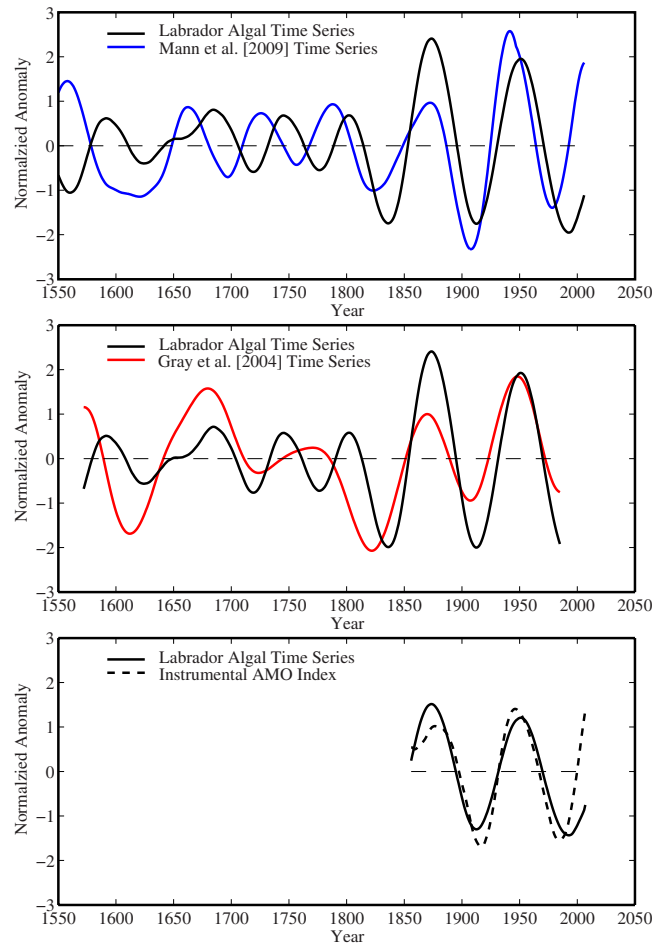 3
Labrador Algal Time Series
Mann et al. [2009] Time Series
2
1
0
−1
−2
−3
Normalzied Anomaly
1550 1600 1650 1700 1750 1800 1850 1900 1950 2000 2050
Year
3
Labrador Algal Time Series
Gray et al. [2004] Time Series
2
1
0
−1
−2
−3
Normalzied Anomaly
1550 1600 1650 1700 1750 1800 1850 1900 1950 2000 2050
Year
3
Labrador Algal Time Series
Instrumental AMO Index
2
1
0
−1
−2
−3
Normalzied Anomaly
1550 1600 1650 1700 1750 1800 1850 1900 1950 2000 2050
Year